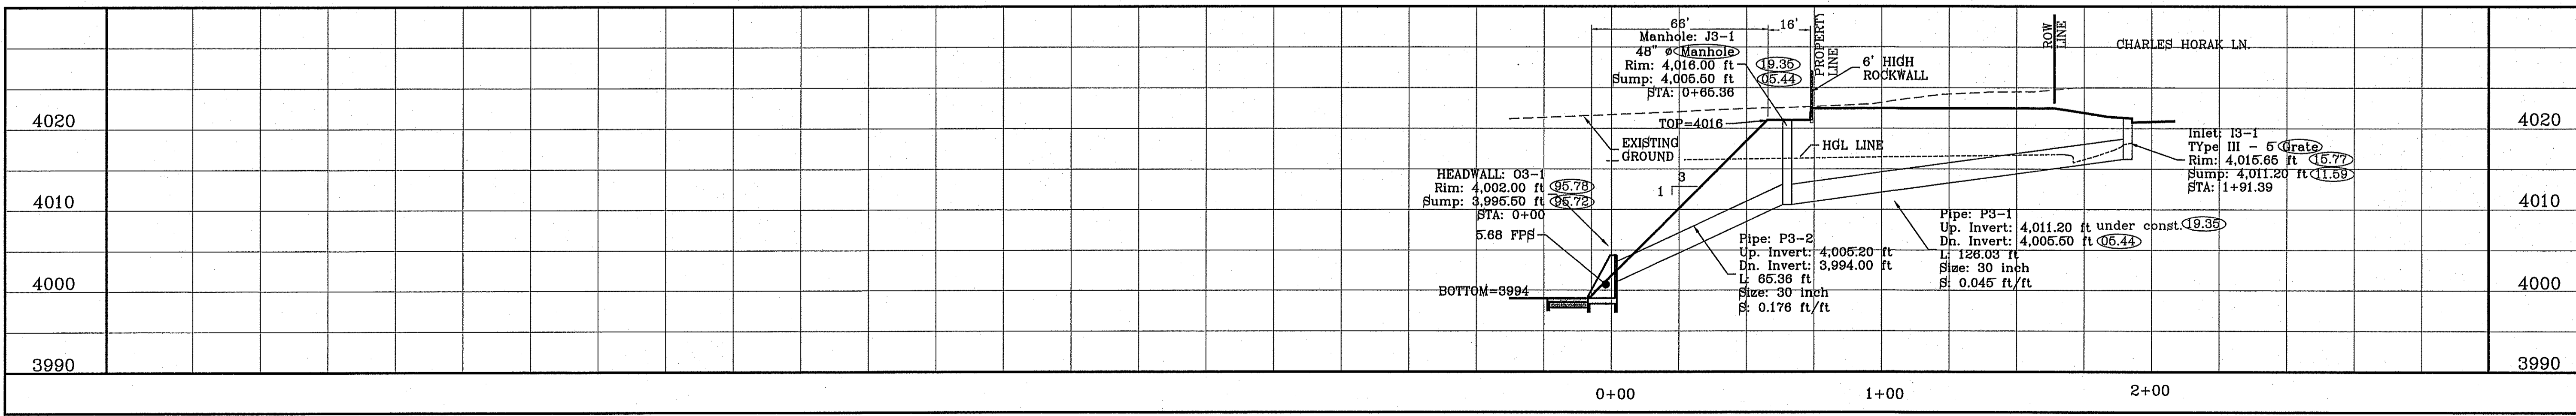 66'
16'
PROPERTY
LINE
ROW
LINE
CHARLES HORAK LN.
Manhole: J3-1
48" ø Manhole
Rim: 4,016.00 ft 19.35
Sump: 4,005.50 ft 05.44
STA: 0+65.36
6' HIGH
ROCKWALL
4020
4020
TOP=4016
EXISTING
GROUND
HGL LINE
Inlet: I3-1
TYpe III - 5 Grate
Rim: 4,015.65 ft 15.77
Sump: 4,011.20 ft 11.59
STA: 1+91.39
HEADWALL: O3-1
Rim: 4,002.00 ft 95.78
Sump: 3,995.50 ft 95.72
STA: 0+00
5.68 FPS
3
1
4010
4010
Pipe: P3-1
Up. Invert: 4,011.20 ft under const. 19.35
Dn. Invert: 4,005.50 ft 05.44
L: 126.03 ft
Size: 30 inch
S: 0.045 ft/ft
Pipe: P3-2
Up. Invert: 4,005.20 ft
Dn. Invert: 3,994.00 ft
L: 65.36 ft
Size: 30 inch
S: 0.176 ft/ft
4000
4000
BOTTOM=3994
3990
3990
0+00
1+00
2+00